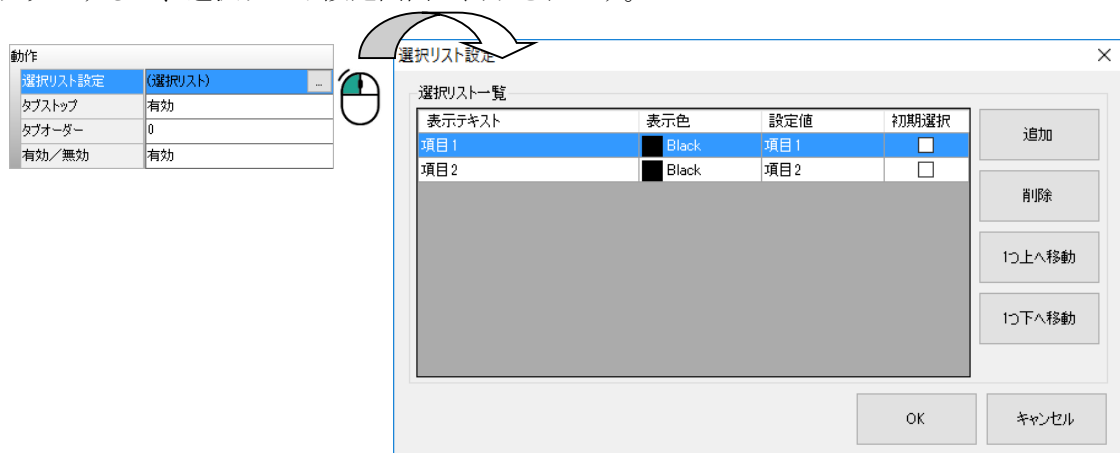 動作
選択リスト設定 (選択リスト) ...
タブストップ 有効
タブオーダー 0
有効／無効 有効
選択リスト設定
選択リスト一覧
表示テキスト 表示色 設定値 初期選択
項目1 Black 項目1
項目2 Black 項目2
追加
削除
1つ上へ移動
1つ下へ移動
OK キャンセル